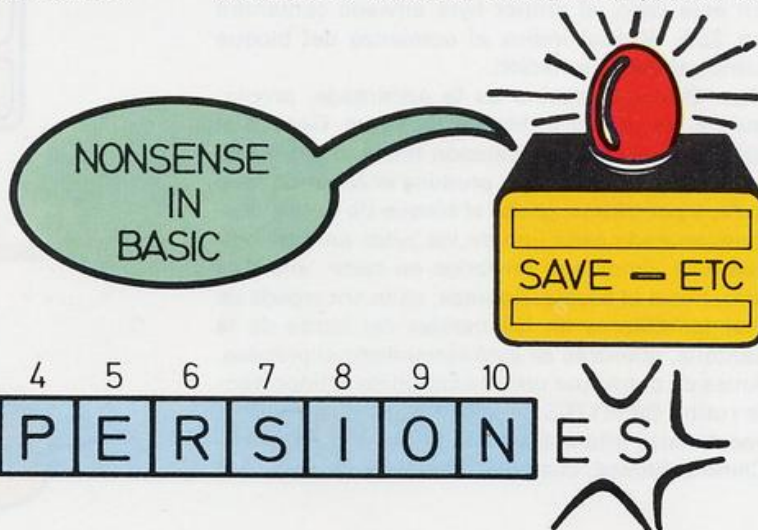 NONSENSE
IN
BASIC
SAVE — ETC
4 5 6 7 8 9 10
PERSIONES